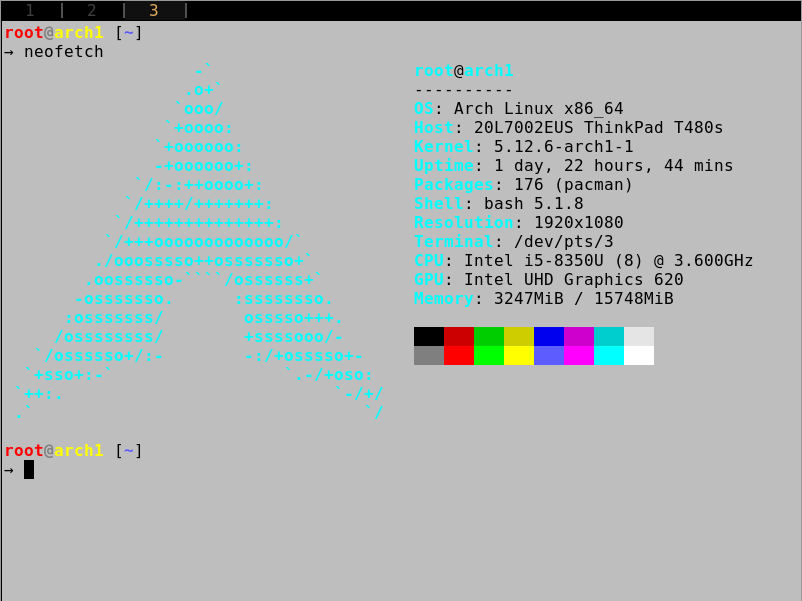 1 | 2 | 3 |
root@arch1 [~]
→ neofetch
                   -`
                  .o+`
                 `ooo/
                `+oooo:
               `+oooooo:
               -+oooooo+:
             `/:-:++oooo+:
            `/++++/+++++++:
           `/++++++++++++++:
          `/+++ooooooooooooo/`
         ./ooosssso++osssssso+`
        .oossssso-````/ossssss+`
       -osssssso.      :ssssssso.
      :osssssss/        osssso+++.
     /ossssssss/        +ssssooo/-
   `/ossssso+/:-        -:/+osssso+-
  `+sso+:-`                 `.-/+oso:
 `++:.                           `-/+/
 .`                                 `/
root@arch1
----------
OS: Arch Linux x86_64
Host: 20L7002EUS ThinkPad T480s
Kernel: 5.12.6-arch1-1
Uptime: 1 day, 22 hours, 44 mins
Packages: 176 (pacman)
Shell: bash 5.1.8
Resolution: 1920x1080
Terminal: /dev/pts/3
CPU: Intel i5-8350U (8) @ 3.600GHz
GPU: Intel UHD Graphics 620
Memory: 3247MiB / 15748MiB
root@arch1 [~]
→